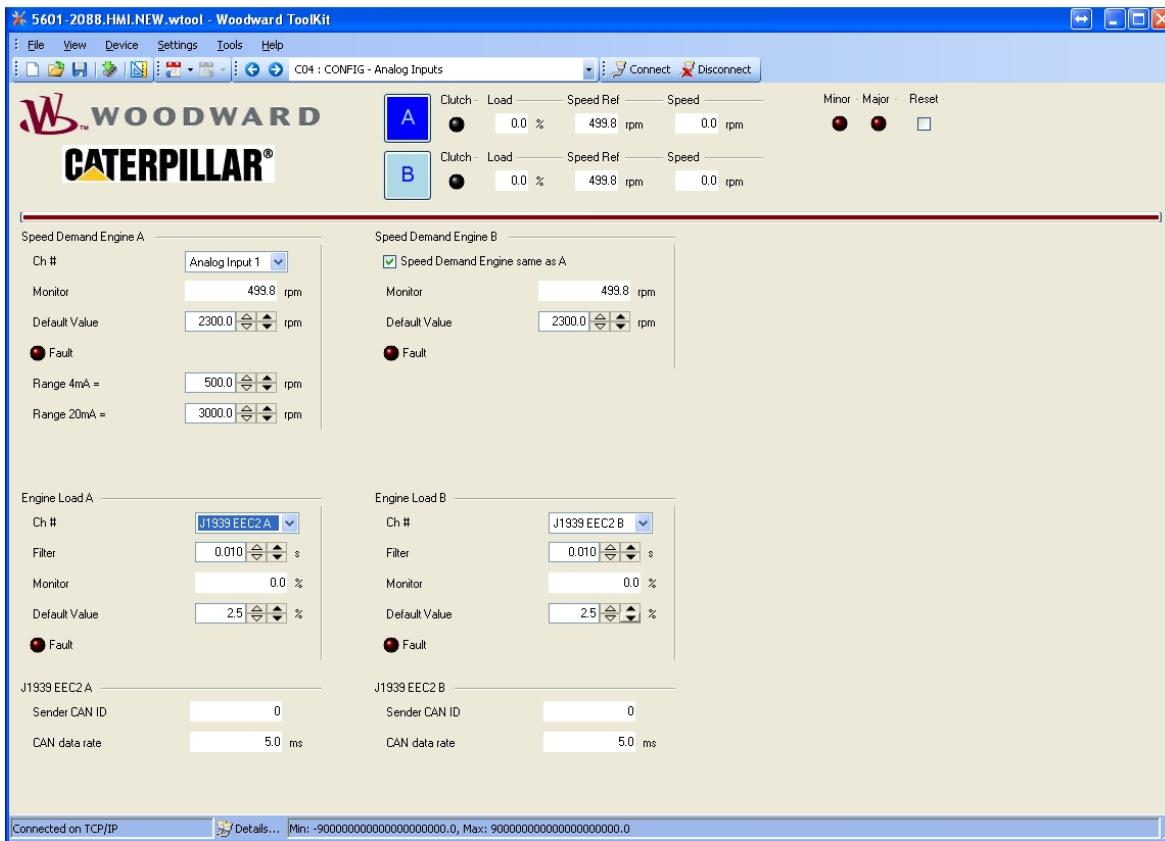 5601-2088.HMI.NEW.wtool - Woodward ToolKit
File View Device Settings Tools Help
C04 : CONFIG - Analog Inputs Connect Disconnect
WOODWARD
CATERPILLAR®
A Clutch Load Speed Ref Speed
0.0 % 499.8 rpm 0.0 rpm
B Clutch Load Speed Ref Speed
0.0 % 499.8 rpm 0.0 rpm
Minor Major Reset
Speed Demand Engine A
Ch # Analog Input 1
Monitor 499.8 rpm
Default Value 2300.0 rpm
Fault
Range 4mA = 500.0 rpm
Range 20mA = 3000.0 rpm
Speed Demand Engine B
Speed Demand Engine same as A
Monitor 499.8 rpm
Default Value 2300.0 rpm
Fault
Engine Load A
Ch # J1939 EEC2 A
Filter 0.010 s
Monitor 0.0 %
Default Value 2.5 %
Fault
Engine Load B
Ch # J1939 EEC2 B
Filter 0.010 s
Monitor 0.0 %
Default Value 2.5 %
Fault
J1939 EEC2 A
Sender CAN ID 0
CAN data rate 5.0 ms
J1939 EEC2 B
Sender CAN ID 0
CAN data rate 5.0 ms
Connected on TCP/IP Details...